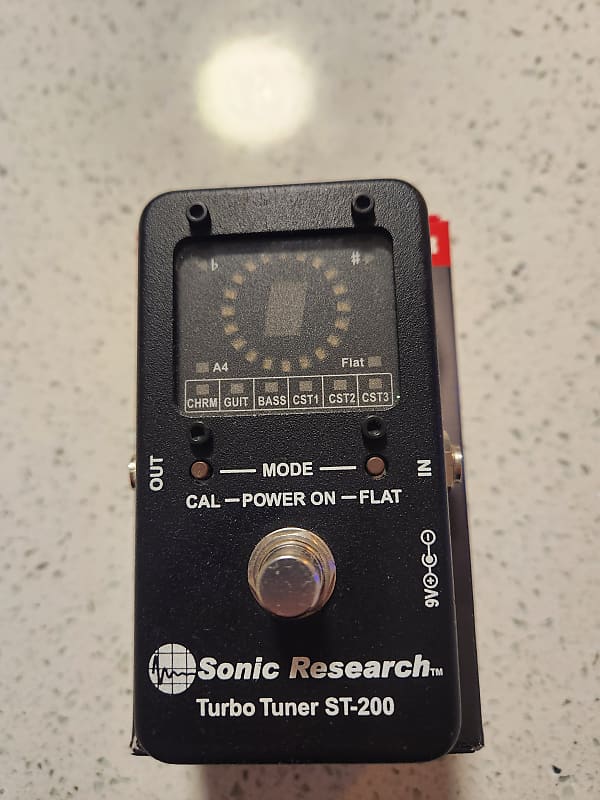 ♭ #
A4 Flat
CHRM GUIT BASS CST1 CST2 CST3
OUT
MODE
IN
CAL — POWER ON — FLAT
9V
Sonic Research™
Turbo Tuner ST-200